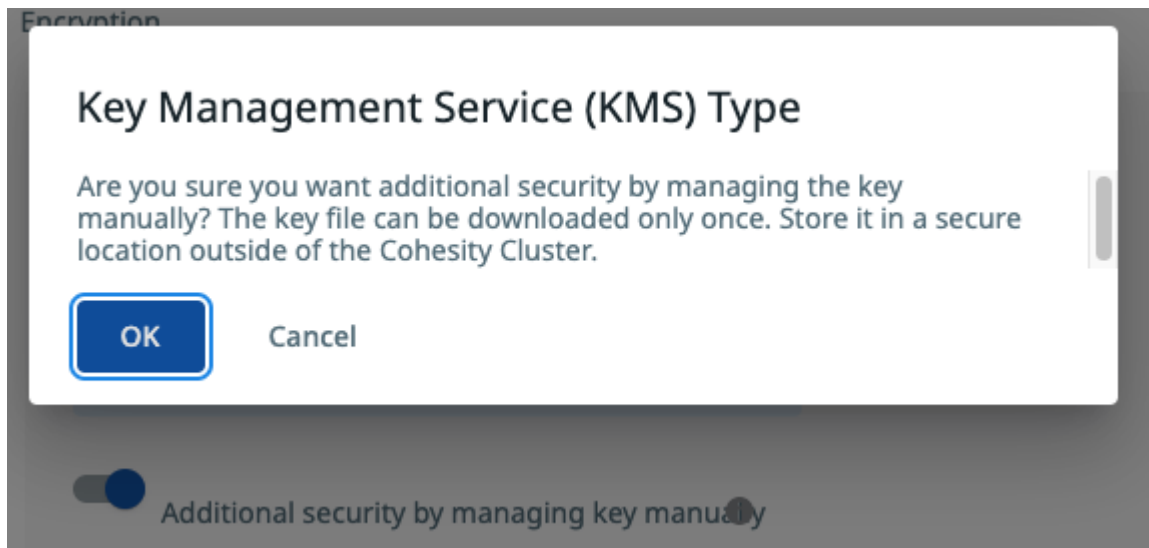 Encryption
Key Management Service (KMS) Type
Are you sure you want additional security by managing the key
manually? The key file can be downloaded only once. Store it in a secure
location outside of the Cohesity Cluster.
OK
Cancel
Additional security by managing key manually